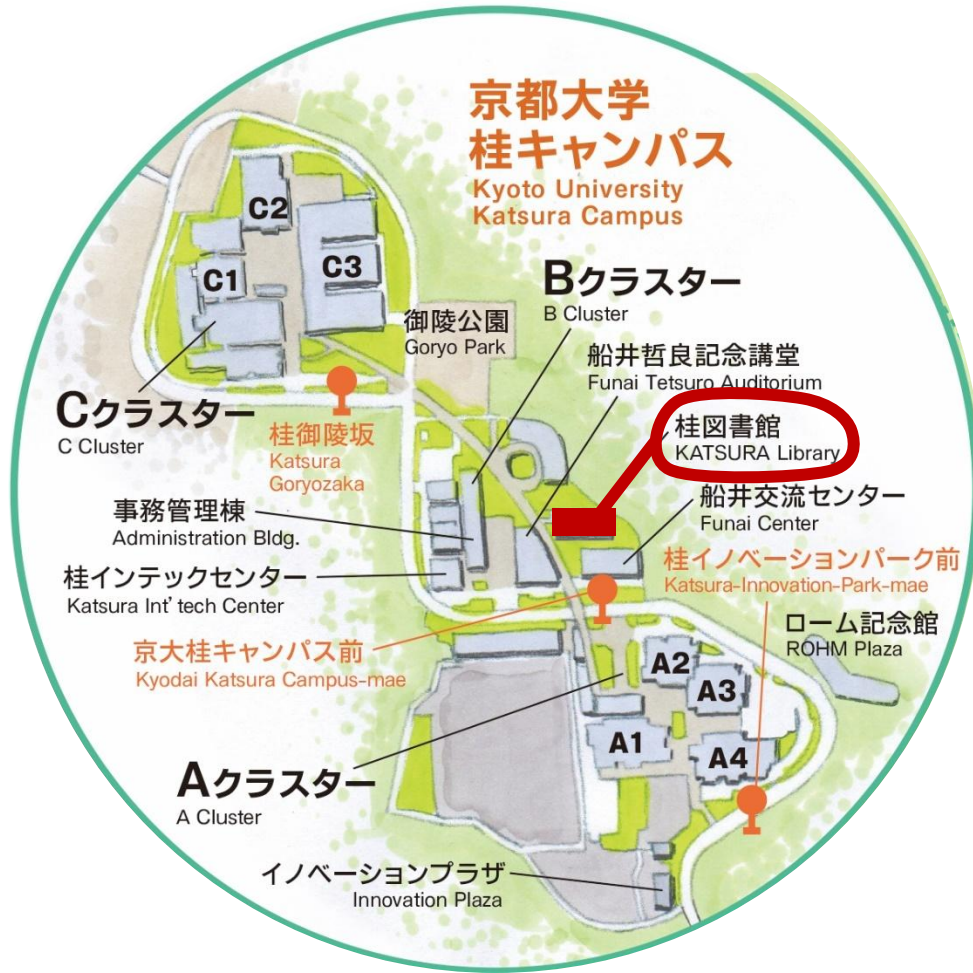 京都大学
桂キャンパス
Kyoto University
Katsura Campus
C2
C1
C3
Bクラスター
B Cluster
御陵公園
Goryo Park
船井哲良記念講堂
Funai Tetsuro Auditorium
Cクラスター
C Cluster
桂御陵坂
Katsura
Goryozaka
桂図書館
KATSURA Library
船井交流センター
Funai Center
事務管理棟
Administration Bldg.
桂インテックセンター
Katsura Int' tech Center
桂イノベーションパーク前
Katsura-Innovation-Park-mae
ローム記念館
ROHM Plaza
京大桂キャンパス前
Kyodai Katsura Campus-mae
A2
A3
A1
A4
Aクラスター
A Cluster
イノベーションプラザ
Innovation Plaza